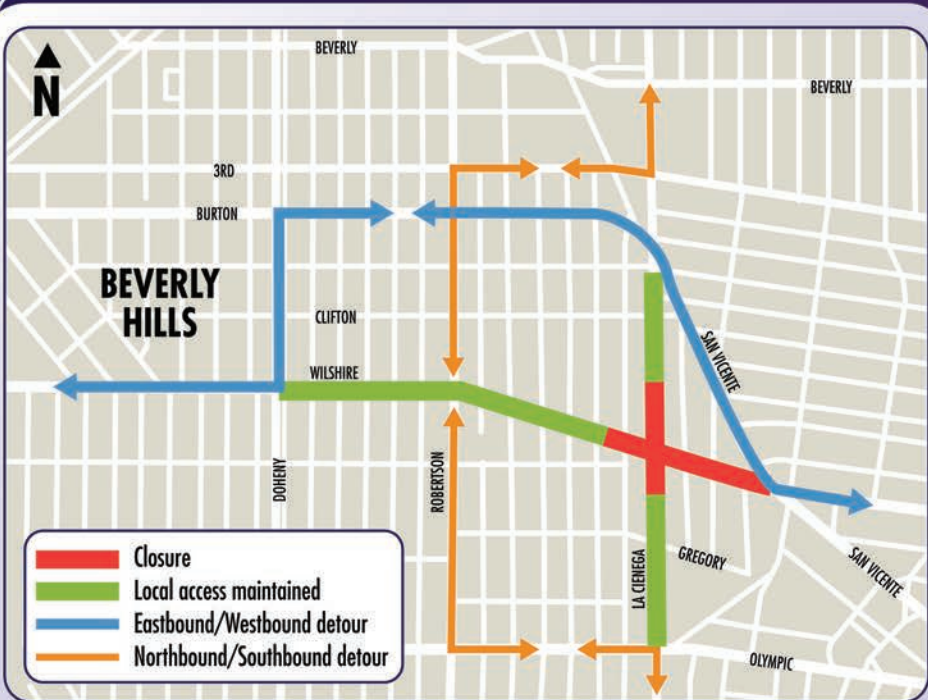 N
BEVERLY
BEVERLY
3RD
BURTON
BEVERLY
HILLS
CLIFTON
SAN VICENTE
WILSHIRE
DOHENY
ROBERTSON
LA CIENEGA
GREGORY
SAN VICENTE
OLYMPIC
Closure
Local access maintained
Eastbound/Westbound detour
Northbound/Southbound detour